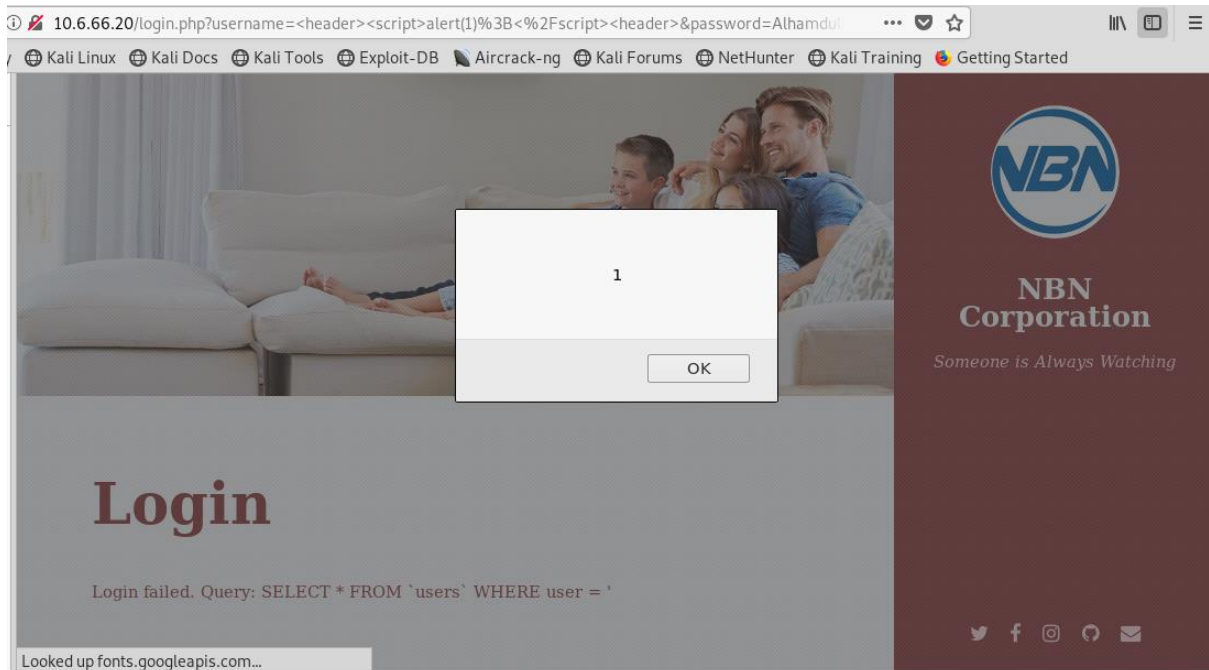 10.6.66.20/login.php?username=<header><script>alert(1)%3B<%2Fscript><header>&password=Alhamdul
Kali Linux Kali Docs Kali Tools Exploit-DB Aircrack-ng Kali Forums NetHunter Kali Training Getting Started
NBN
1
OK
NBN
Corporation
Someone is Always Watching
Login
Login failed. Query: SELECT * FROM `users` WHERE user = '
Looked up fonts.googleapis.com...